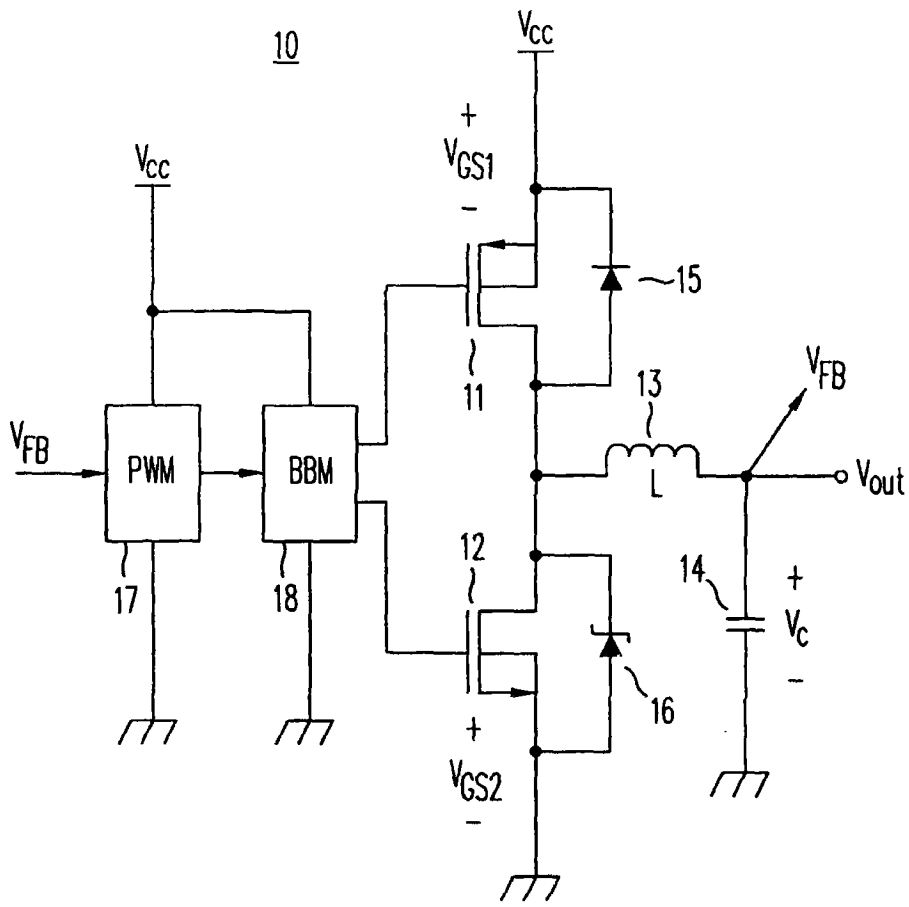 10
VCC
+
VGS1
-
VCC
15
11
VFB
13
VFB
PWM
BBM
L
Vout
17
18
12
14
+
VC
-
16
+
VGS2
-